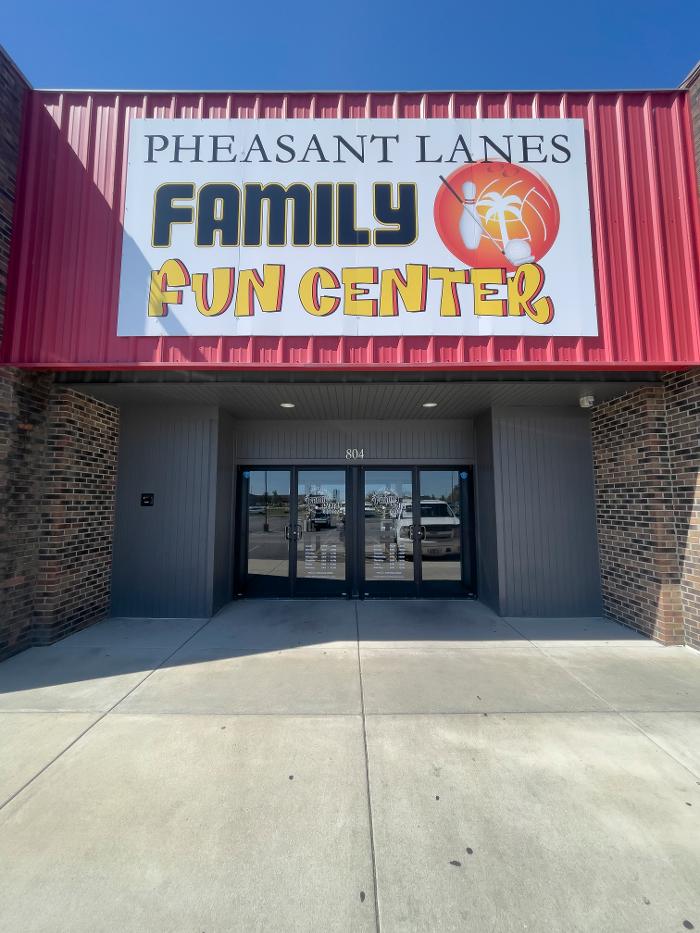 PHEASANT LANES
FAMILY
FUN CENTER
804